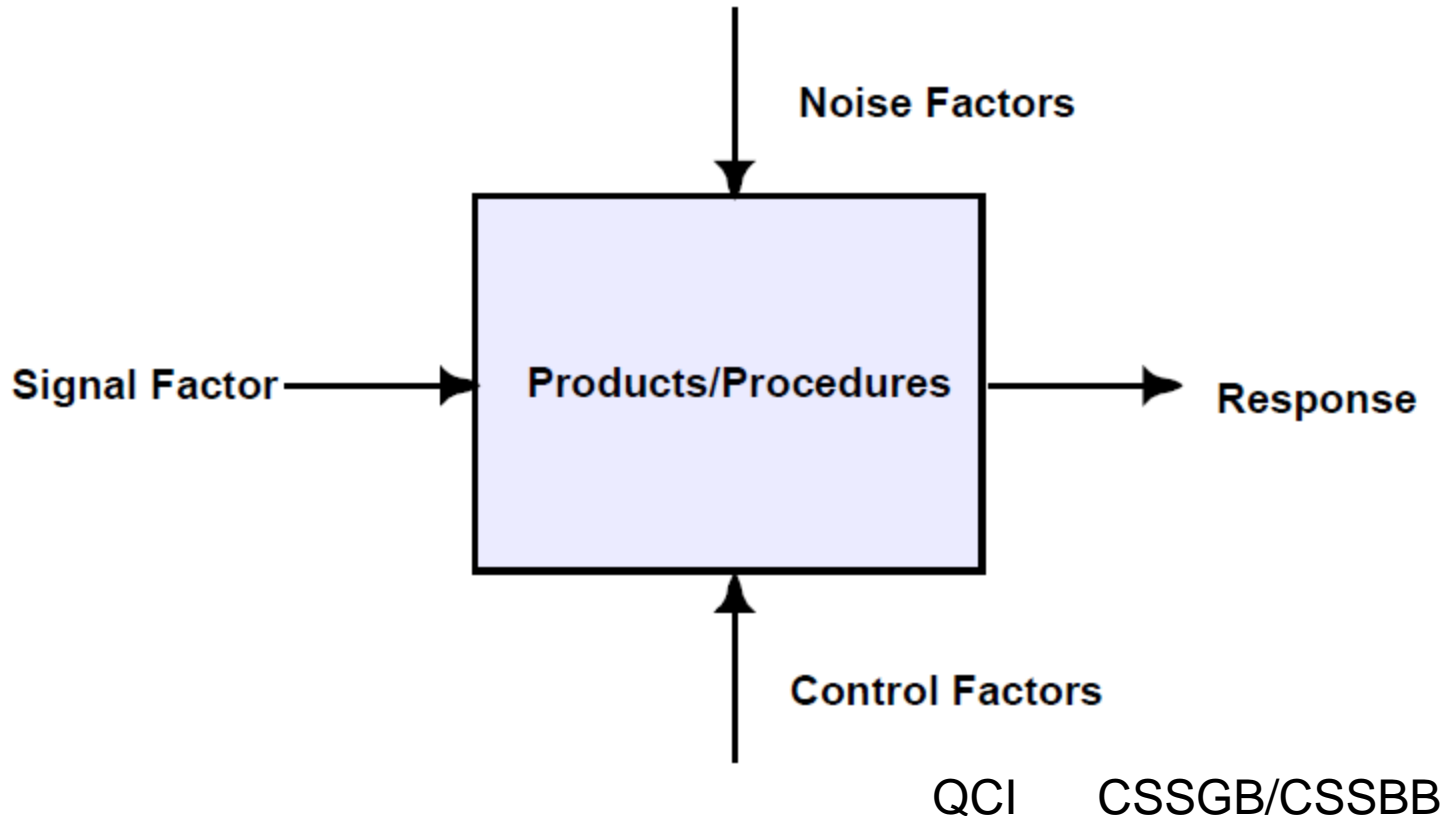 Noise Factors
Signal Factor
Products/Procedures
Response
Control Factors
QCI CSSGB/CSSBB